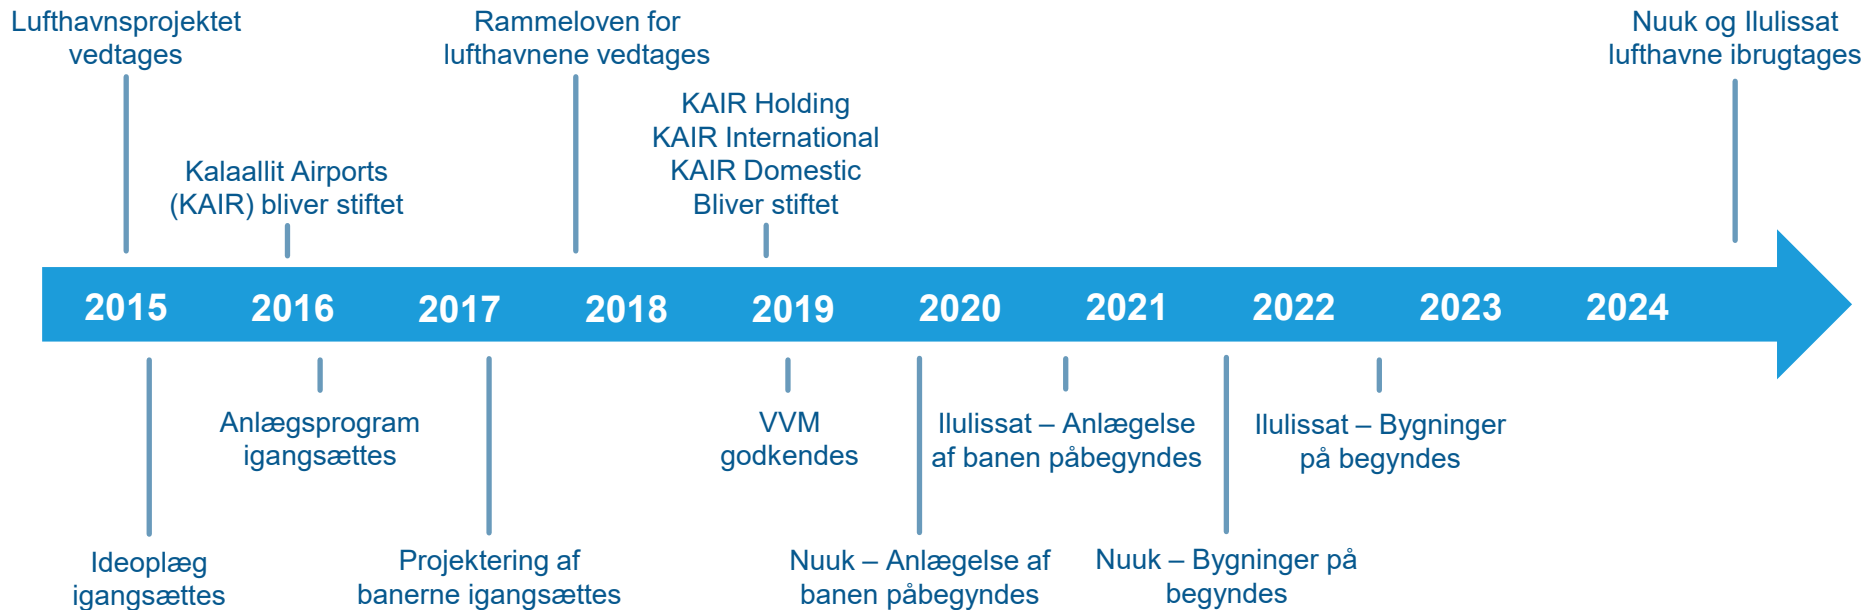 Lufthavnsprojektet
vedtages
Rammeloven for
lufthavnene vedtages
Nuuk og Ilulissat
lufthavne ibrugtages
Kalaallit Airports
(KAIR) bliver stiftet
KAIR Holding
KAIR International
KAIR Domestic
Bliver stiftet
2015 2016 2017 2018 2019 2020 2021 2022 2023 2024
Anlægsprogram
igangsættes
VVM
godkendes
Ilulissat – Anlægelse
af banen påbegyndes
Ilulissat – Bygninger
på begyndes
Ideoplæg
igangsættes
Projektering af
banerne igangsættes
Nuuk – Anlægelse af
banen påbegyndes
Nuuk – Bygninger på
begyndes